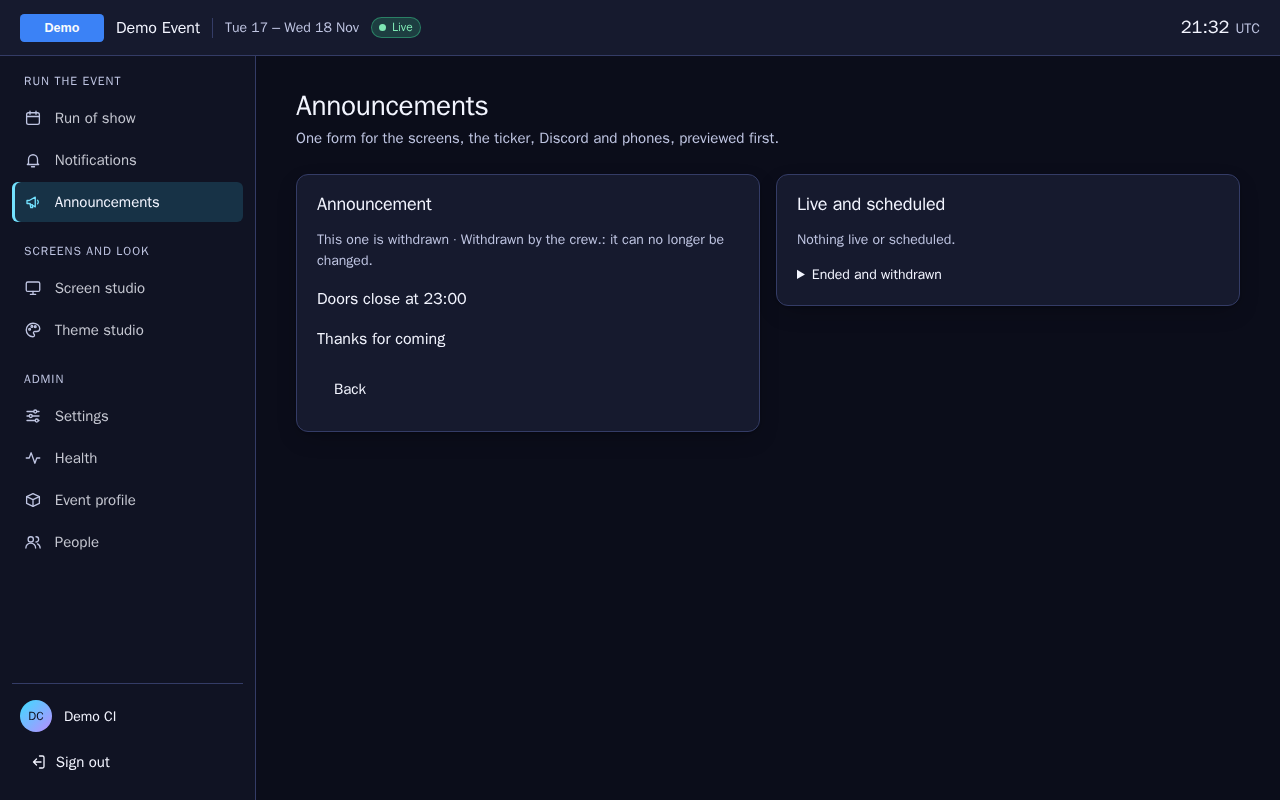 Demo
Demo Event
Tue 17 – Wed 18 Nov
Live
21:32 UTC
RUN THE EVENT
Run of show
Notifications
Announcements
SCREENS AND LOOK
Screen studio
Theme studio
ADMIN
Settings
Health
Event profile
People
DC
Demo CI
Sign out
Announcements
One form for the screens, the ticker, Discord and phones, previewed first.
Announcement
This one is withdrawn · Withdrawn by the crew.: it can no longer be
changed.
Doors close at 23:00
Thanks for coming
Back
Live and scheduled
Nothing live or scheduled.
Ended and withdrawn